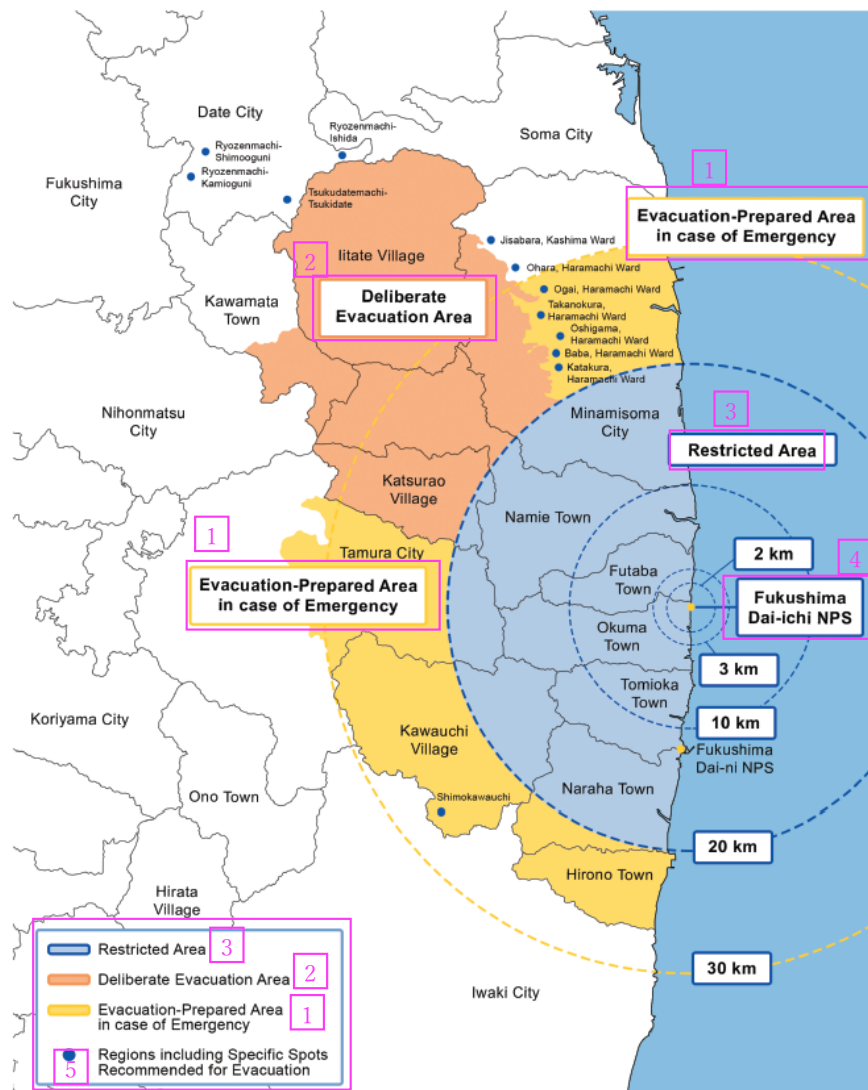 Date City
Ryozenmachi-
Ishida
Soma City
Ryozenmachi-
Shimooguni
1
Ryozenmachi-
Kamioguni
Fukushima
City
Tsukudatemachi-
Tsukidate
Evacuation-Prepared Area
in case of Emergency
Iitate Village
Jisabara, Kashima Ward
2
Ohara, Haramachi Ward
Deliberate
Evacuation Area
Ogai, Haramachi Ward
Kawamata
Town
Takanokura,
Haramachi Ward
Oshigama,
Haramachi Ward
Baba, Haramachi Ward
Katakura,
Haramachi Ward
Nihonmatsu
City
Minamisoma
City
3
Restricted Area
Katsurao
Village
Namie Town
1
Tamura City
2 km
4
Evacuation-Prepared Area
in case of Emergency
Futaba
Town
Fukushima
Dai-ichi NPS
Okuma
Town
3 km
Tomioka
Town
10 km
Koriyama City
Kawauchi
Village
Fukushima
Dai-ni NPS
Ono Town
Shimokawauchi
Naraha Town
20 km
Hirono Town
Hirata
Village
30 km
Iwaki City
Restricted Area 3
Deliberate Evacuation Area 2
Evacuation-Prepared Area
in case of Emergency 1
Regions including Specific Spots
5 Recommended for Evacuation